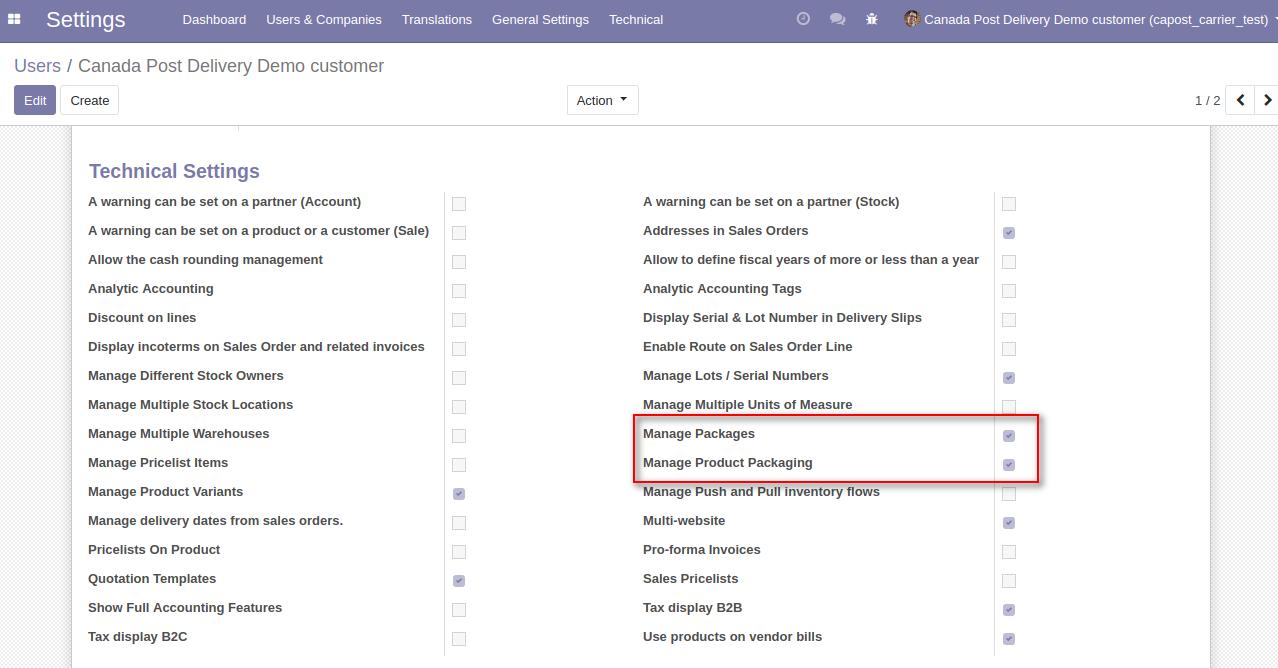 Settings Dashboard Users & Companies Translations General Settings Technical Canada Post Delivery Demo customer (capost_carrier_test)
Users / Canada Post Delivery Demo customer
Edit Create Action 1 / 2
Technical Settings
A warning can be set on a partner (Account) A warning can be set on a partner (Stock)
A warning can be set on a product or a customer (Sale) Addresses in Sales Orders
Allow the cash rounding management Allow to define fiscal years of more or less than a year
Analytic Accounting Analytic Accounting Tags
Discount on lines Display Serial & Lot Number in Delivery Slips
Display incoterms on Sales Order and related invoices Enable Route on Sales Order Line
Manage Different Stock Owners Manage Lots / Serial Numbers
Manage Multiple Stock Locations Manage Multiple Units of Measure
Manage Multiple Warehouses Manage Packages
Manage Pricelist Items Manage Product Packaging
Manage Product Variants Manage Push and Pull inventory flows
Manage delivery dates from sales orders. Multi-website
Pricelists On Product Pro-forma Invoices
Quotation Templates Sales Pricelists
Show Full Accounting Features Tax display B2B
Tax display B2C Use products on vendor bills